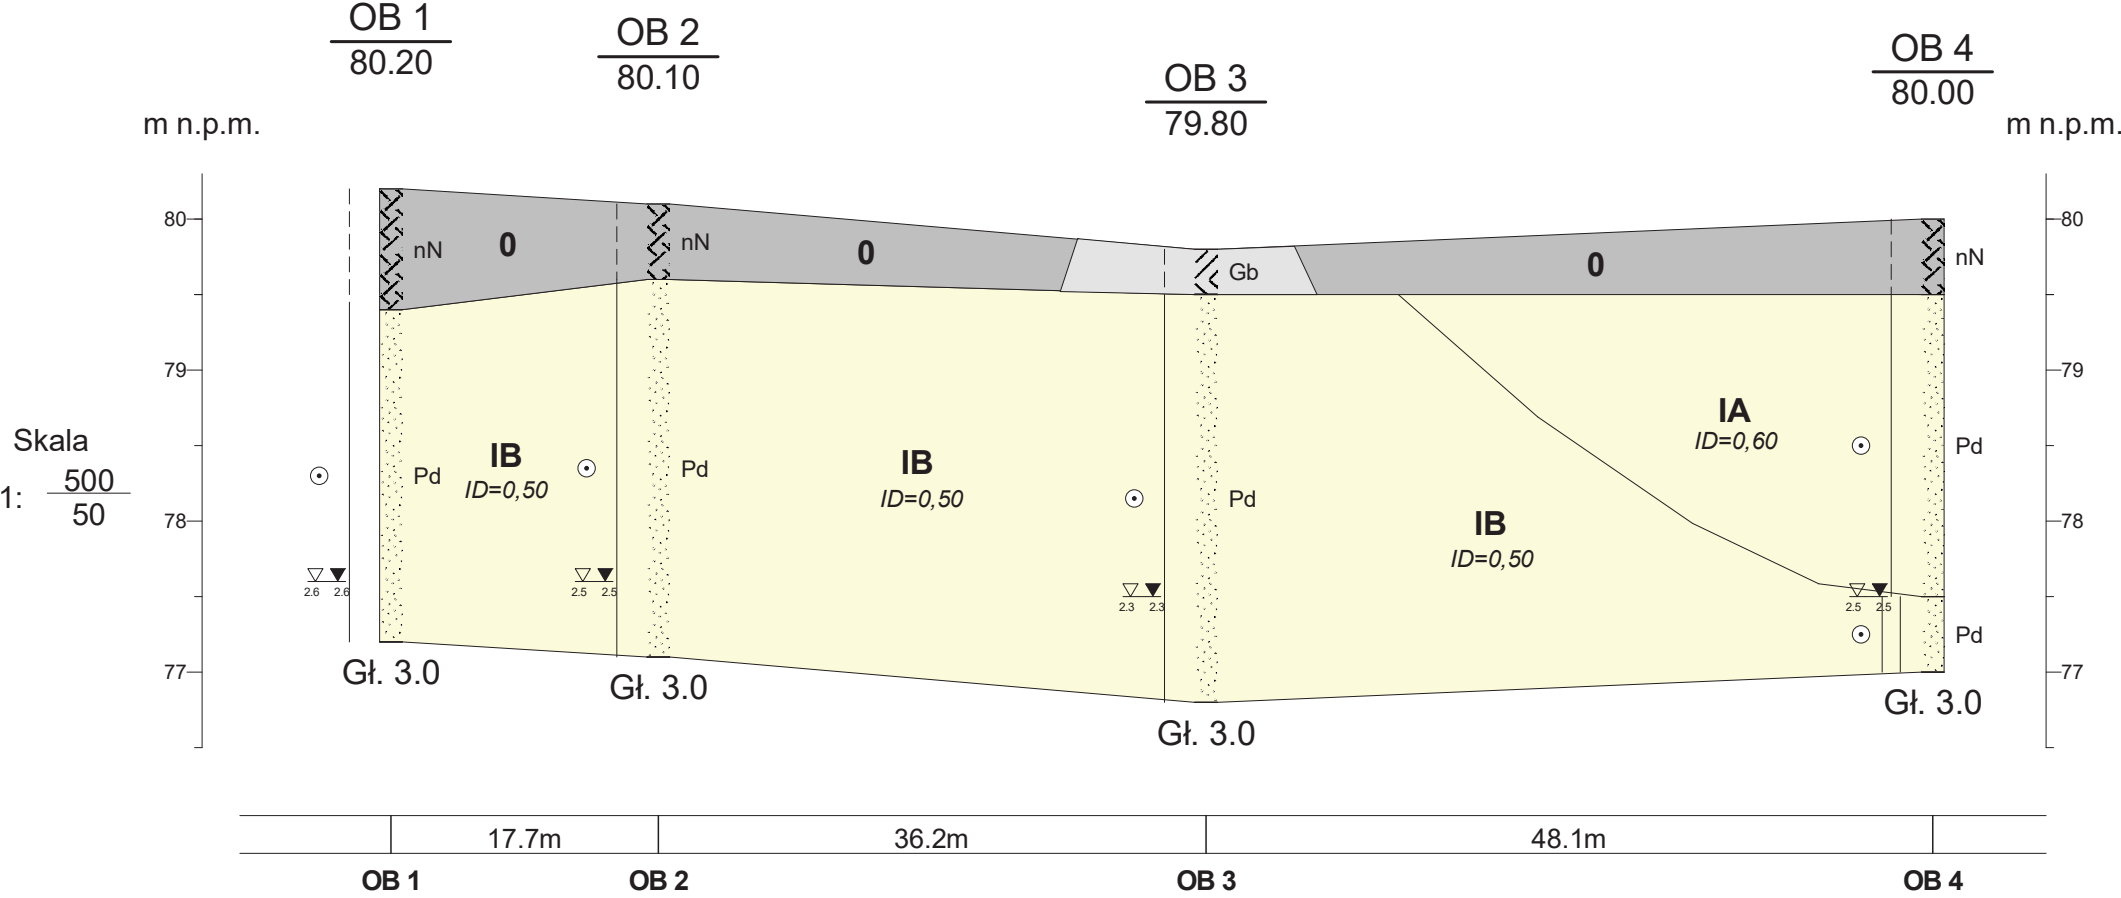 OB 1
80.20
OB 2
80.10
OB 3
79.80
OB 4
80.00
m n.p.m.
m n.p.m.
80
79
78
77
80
79
78
77
Skala
1: 500
50
nN
0
nN
0
Gb
0
nN
Pd
IB
ID=0,50
Pd
IB
ID=0,50
Pd
IB
ID=0,50
IA
ID=0,60
Pd
Pd
2.6 2.6
2.5 2.5
2.3 2.3
2.5 2.5
Gł. 3.0
Gł. 3.0
Gł. 3.0
Gł. 3.0
17.7m
36.2m
48.1m
OB 1
OB 2
OB 3
OB 4